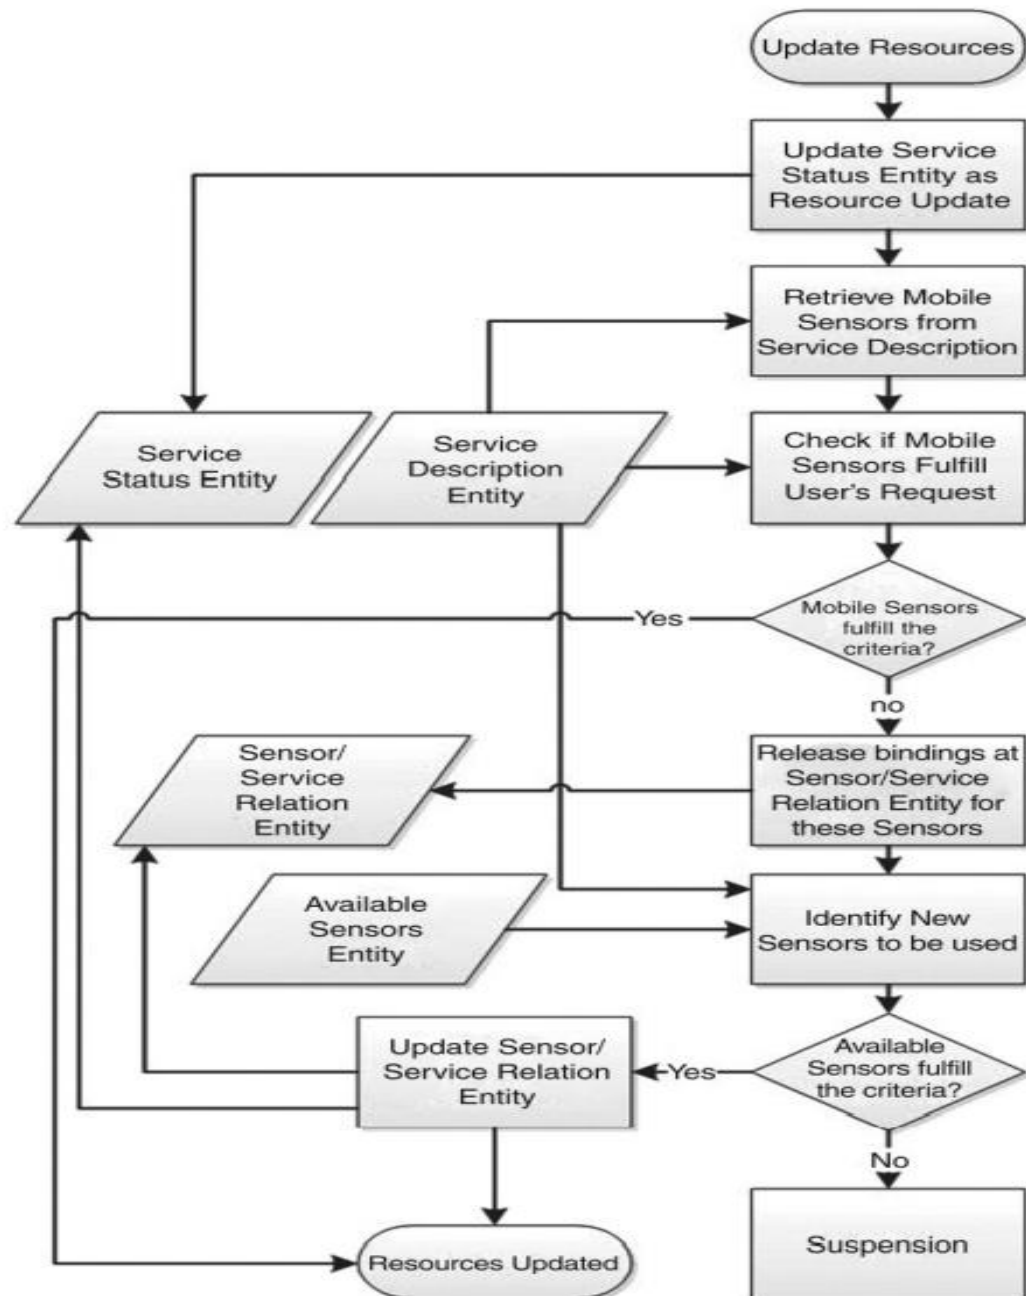 Update Resources
Update Service
Status Entity as
Resource Update
Retrieve Mobile
Sensors from
Service Description
Service
Status Entity
Service
Description
Entity
Check if Mobile
Sensors Fulfill
User's Request
Yes
Mobile Sensors
fulfill the
criteria?
no
Sensor/
Service
Relation
Entity
Release bindings at
Sensor/Service
Relation Entity for
these Sensors
Available
Sensors
Entity
Identify New
Sensors to be used
Update Sensor/
Service Relation
Entity
Yes
Available
Sensors fulfill
the criteria?
No
Resources Updated
Suspension